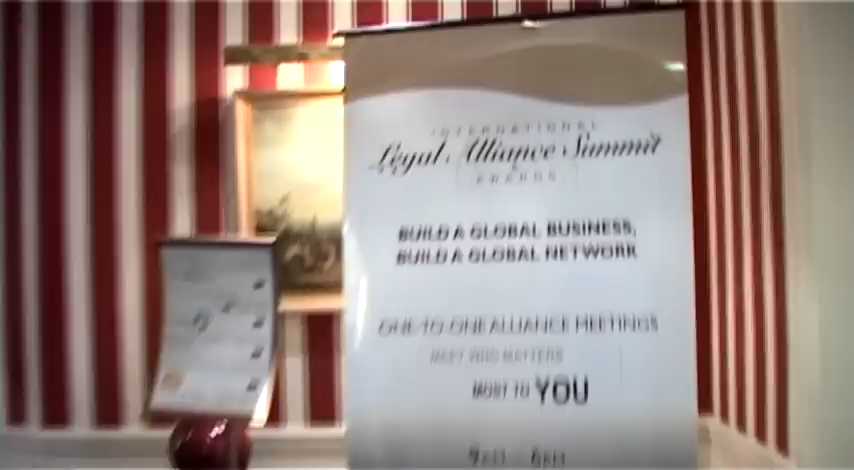 INTERNATIONAL
Legal Alliance Summit
& AWARDS
BUILD A GLOBAL BUSINESS,
BUILD A GLOBAL NETWORK
ONE-TO-ONE ALLIANCE MEETINGS
MEET WHO MATTERS
MOST TO YOU